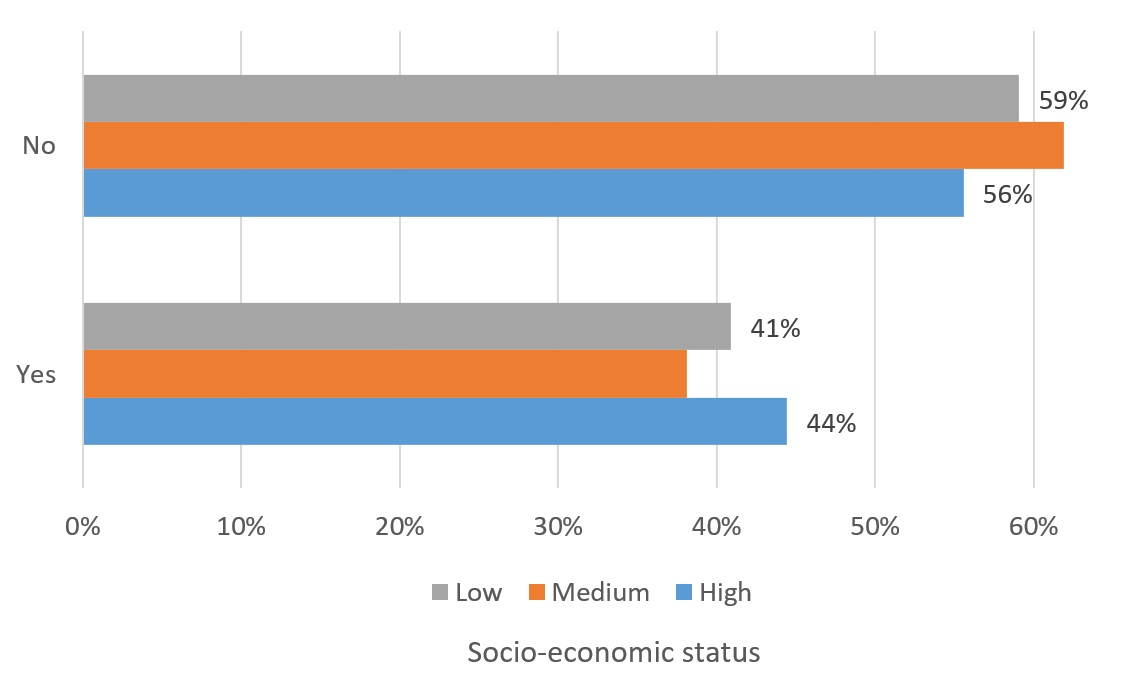 59%
No
56%
41%
Yes
44%
0% 10% 20% 30% 40% 50% 60%
Low Medium High
Socio-economic status